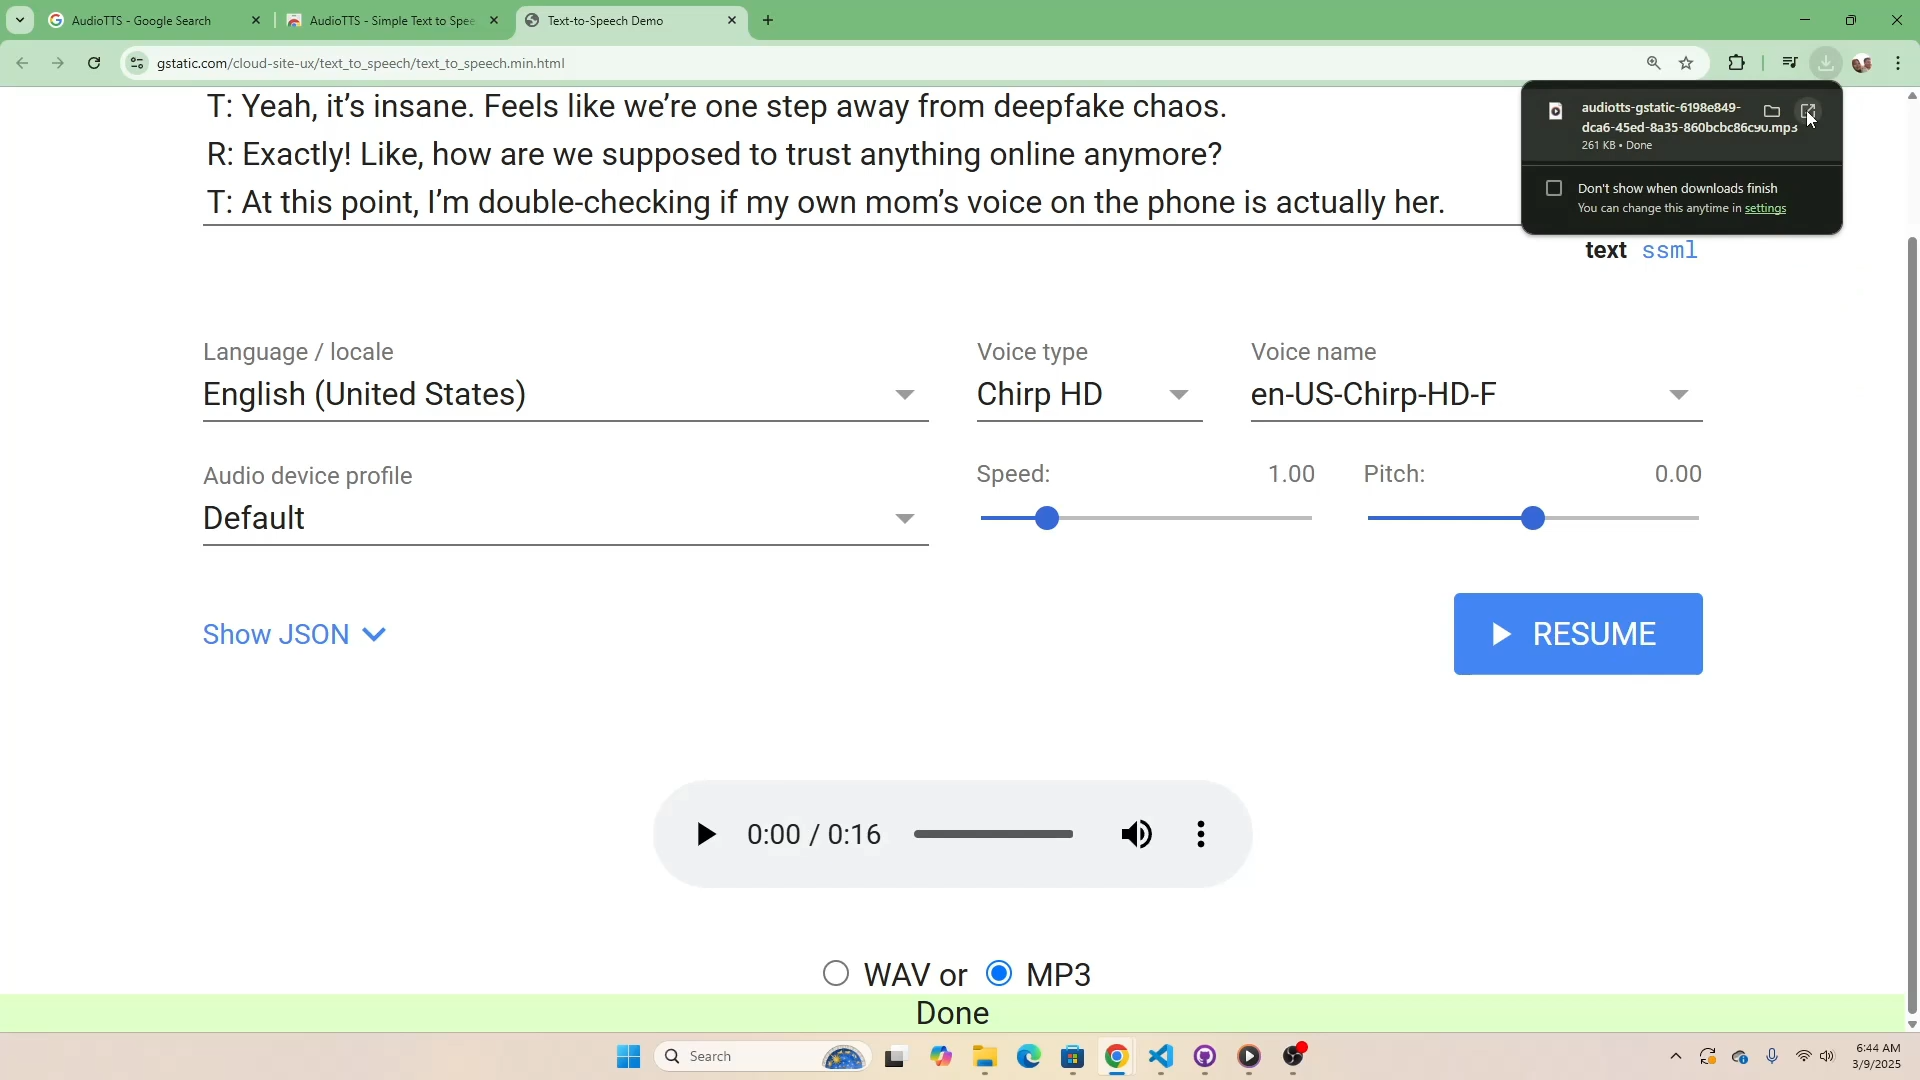 AudioTTS - Google Search
AudioTTS - Simple Text to Spee
Text-to-Speech Demo
gstatic.com/cloud-site-ux/text_to_speech/text_to_speech.min.html
audiotts-gstatic-6198e849-
dca6-45ed-8a35-860bcbc86c90.mp3
261 KB • Done
Don't show when downloads finish
You can change this anytime in settings
T: Yeah, it’s insane. Feels like we’re one step away from deepfake chaos.
R: Exactly! Like, how are we supposed to trust anything online anymore?
T: At this point, I’m double-checking if my own mom’s voice on the phone is actually her.
text ssml
Language / locale
English (United States)
Voice type
Chirp HD
Voice name
en-US-Chirp-HD-F
Audio device profile
Default
Speed: 1.00
Pitch: 0.00
Show JSON
RESUME
0:00 / 0:16
WAV or MP3
Done
Search
6:44 AM
3/9/2025